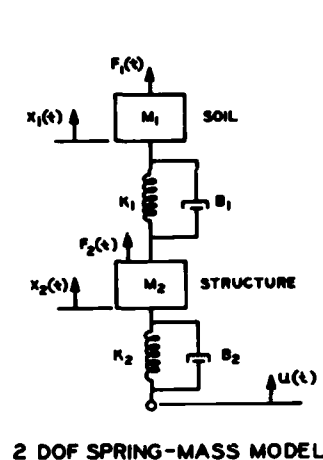 F₁(t)
X₁(t)
M₁
SOIL
K₁
B₁
F₂(t)
X₂(t)
M₂
STRUCTURE
K₂
B₂
u(t)
2 DOF SPRING-MASS MODEL